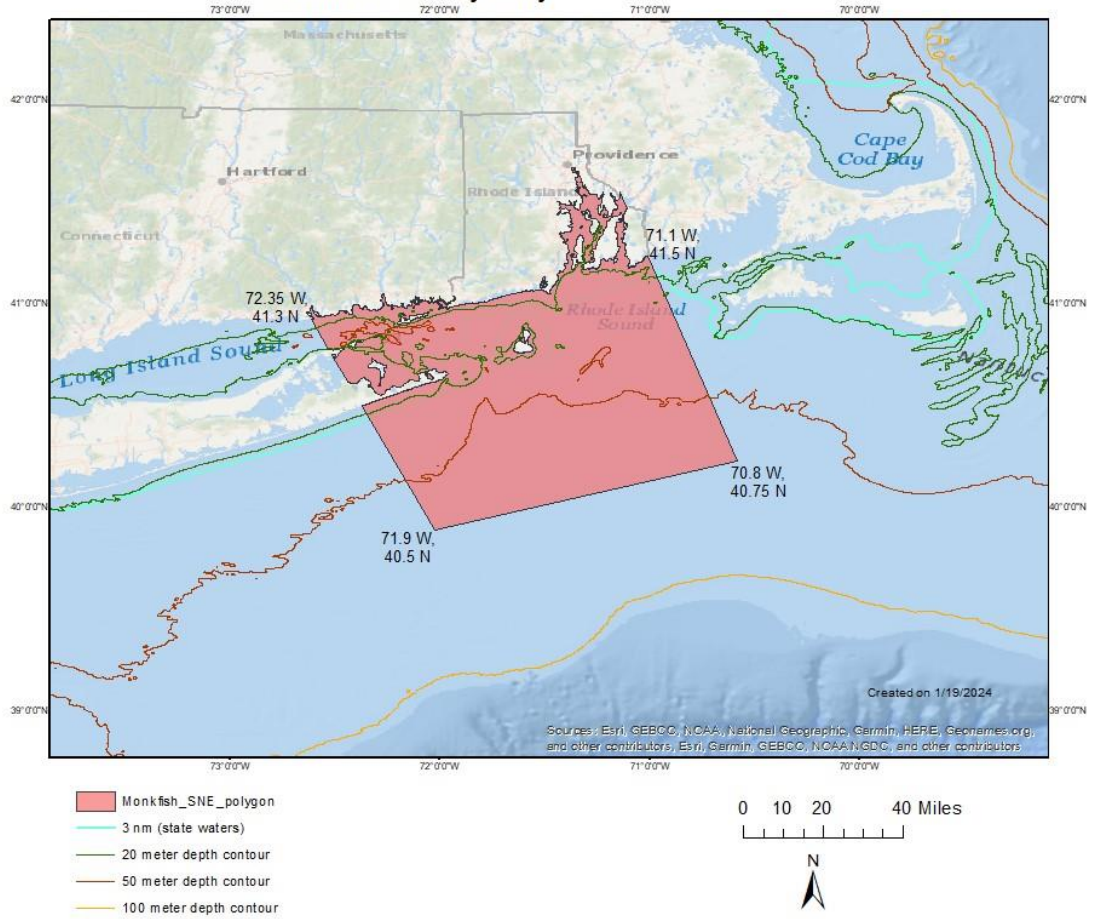 73°0'0"W 72°0'0"W 71°0'0"W 70°0'0"W
Massachusetts
42°0'0"N 42°0'0"N
Cape
Cod Bay
Providence
Hartford
Rhode Island
Connecticut
71.1 W,
41.5 N
72.35 W,
41.3 N
41°0'0"N 41°0'0"N
Rhode Island
Sound
Long Island Sound
70.8 W,
40.75 N
40°0'0"N 40°0'0"N
71.9 W,
40.5 N
Created on 1/19/2024
39°0'0"N 39°0'0"N
Sources: Esri, GEBCO, NOAA, National Geographic, Garmin, HERE, Geonames.org,
and other contributors, Esri, Garmin, GEBCO, NOAA NGDC, and other contributors
73°0'0"W 72°0'0"W 71°0'0"W 70°0'0"W
Monkfish_SNE_polygon
3 nm (state waters)
20 meter depth contour
50 meter depth contour
100 meter depth contour
0 10 20 40 Miles
N